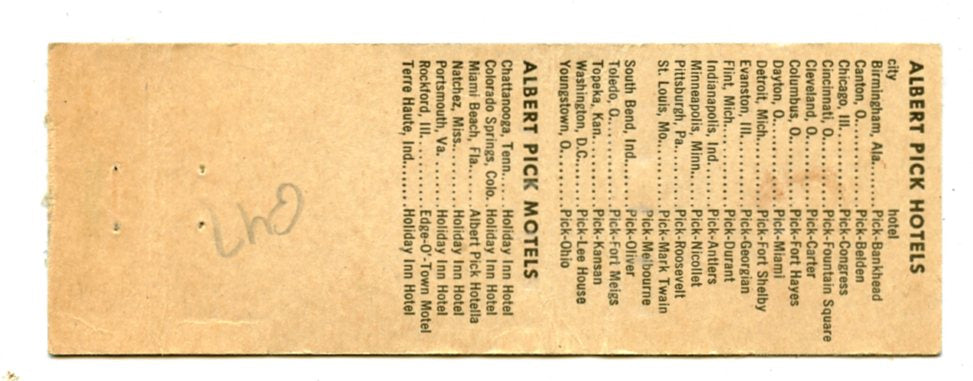 ALBERT PICK HOTELS
city hotel
Birmingham, Ala....... Pick-Bankhead
Canton, O............. Pick-Belden
Chicago, Ill.......... Pick-Congress
Cincinnati, O......... Pick-Fountain Square
Cleveland, O.......... Pick-Carter
Columbus, O........... Pick-Fort Hayes
Dayton, O............. Pick-Miami
Detroit, Mich......... Pick-Fort Shelby
Evanston, Ill......... Pick-Georgian
Flint, Mich........... Pick-Durant
Indianapolis, Ind..... Pick-Antlers
Minneapolis, Minn..... Pick-Nicollet
Pittsburgh, Pa........ Pick-Roosevelt
St. Louis, Mo......... Pick-Mark Twain
Pick-Melbourne
South Bend, Ind....... Pick-Oliver
Toledo, O............. Pick-Fort Meigs
Topeka, Kan........... Pick-Kansan
Washington, D.C....... Pick-Lee House
Youngstown, O......... Pick-Ohio
ALBERT PICK MOTELS
Chattanooga, Tenn.... Holiday Inn Hotel
Colorado Springs, Colo. Holiday Inn Hotel
Miami Beach, Fla..... Albert Pick Hotella
Natchez, Miss........ Holiday Inn Hotel
Portsmouth, Va....... Holiday Inn Hotel
Rockford, Ill........ Edge-O'-Town Motel
Terre Haute, Ind..... Holiday Inn Hotel